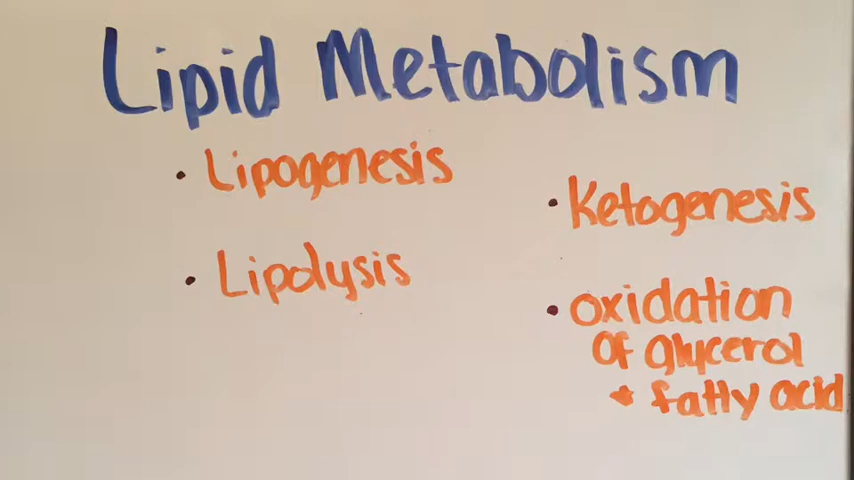 Lipid Metabolism
• Lipogenesis
• Lipolysis
• Ketogenesis
• oxidation
of glycerol
+ fatty acid